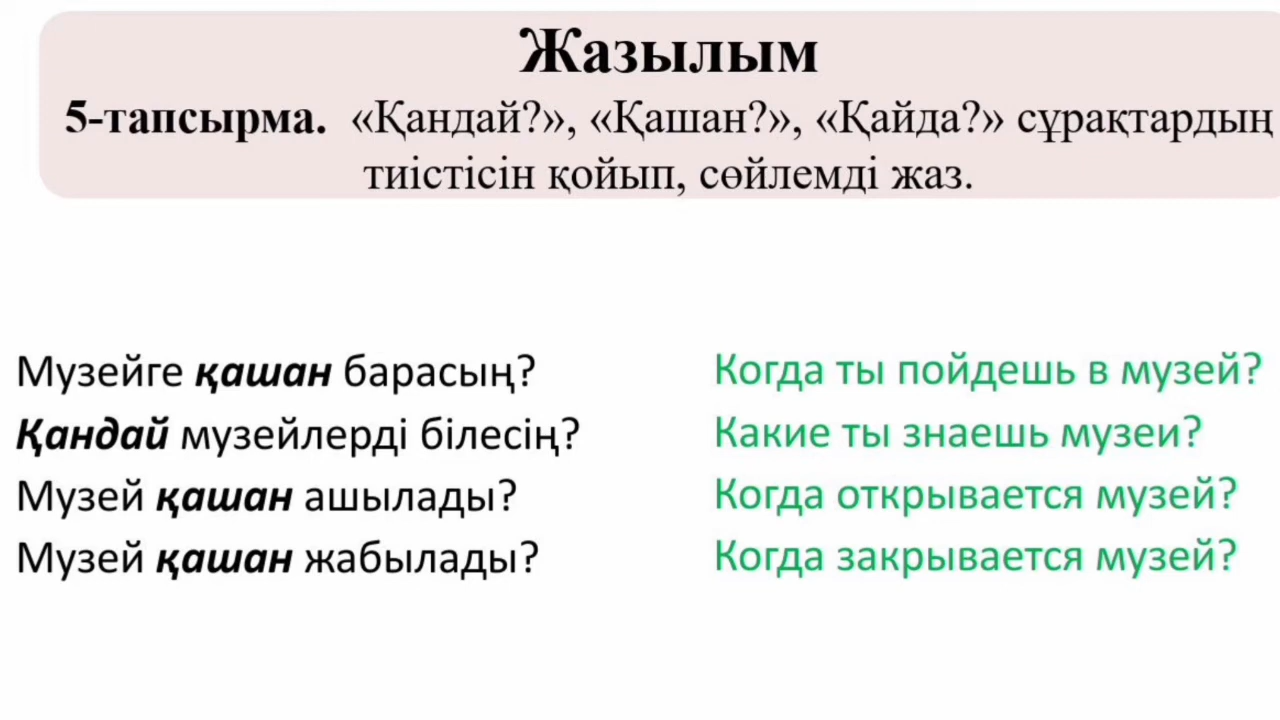 Жазылым
5-тапсырма. «Қандай?», «Қашан?», «Қайда?» сұрақтардың
тиістісін қойып, сөйлемді жаз.
Музейге қашан барасың?
Қандай музейлерді білесің?
Музей қашан ашылады?
Музей қашан жабылады?
Когда ты пойдешь в музей?
Какие ты знаешь музеи?
Когда открывается музей?
Когда закрывается музей?